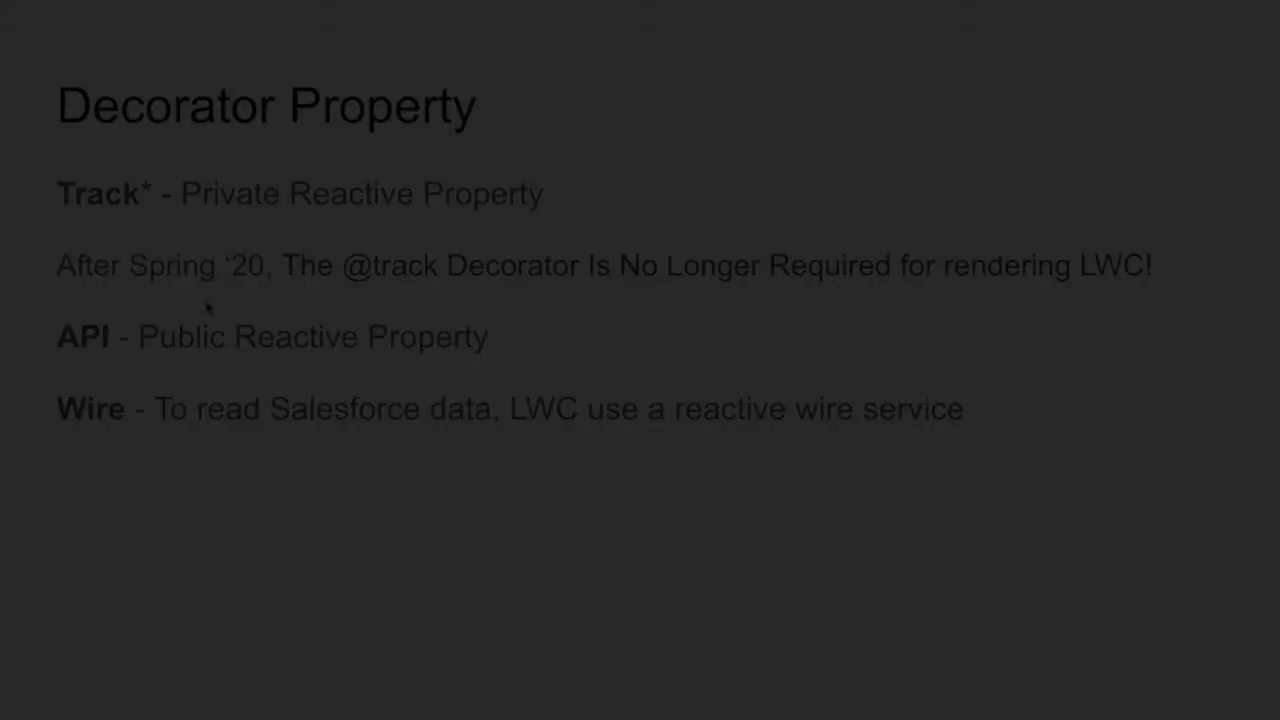 Decorator Property
Track* - Private Reactive Property
After Spring ‘20, The @track Decorator Is No Longer Required for rendering LWC!
API - Public Reactive Property
Wire - To read Salesforce data, LWC use a reactive wire service